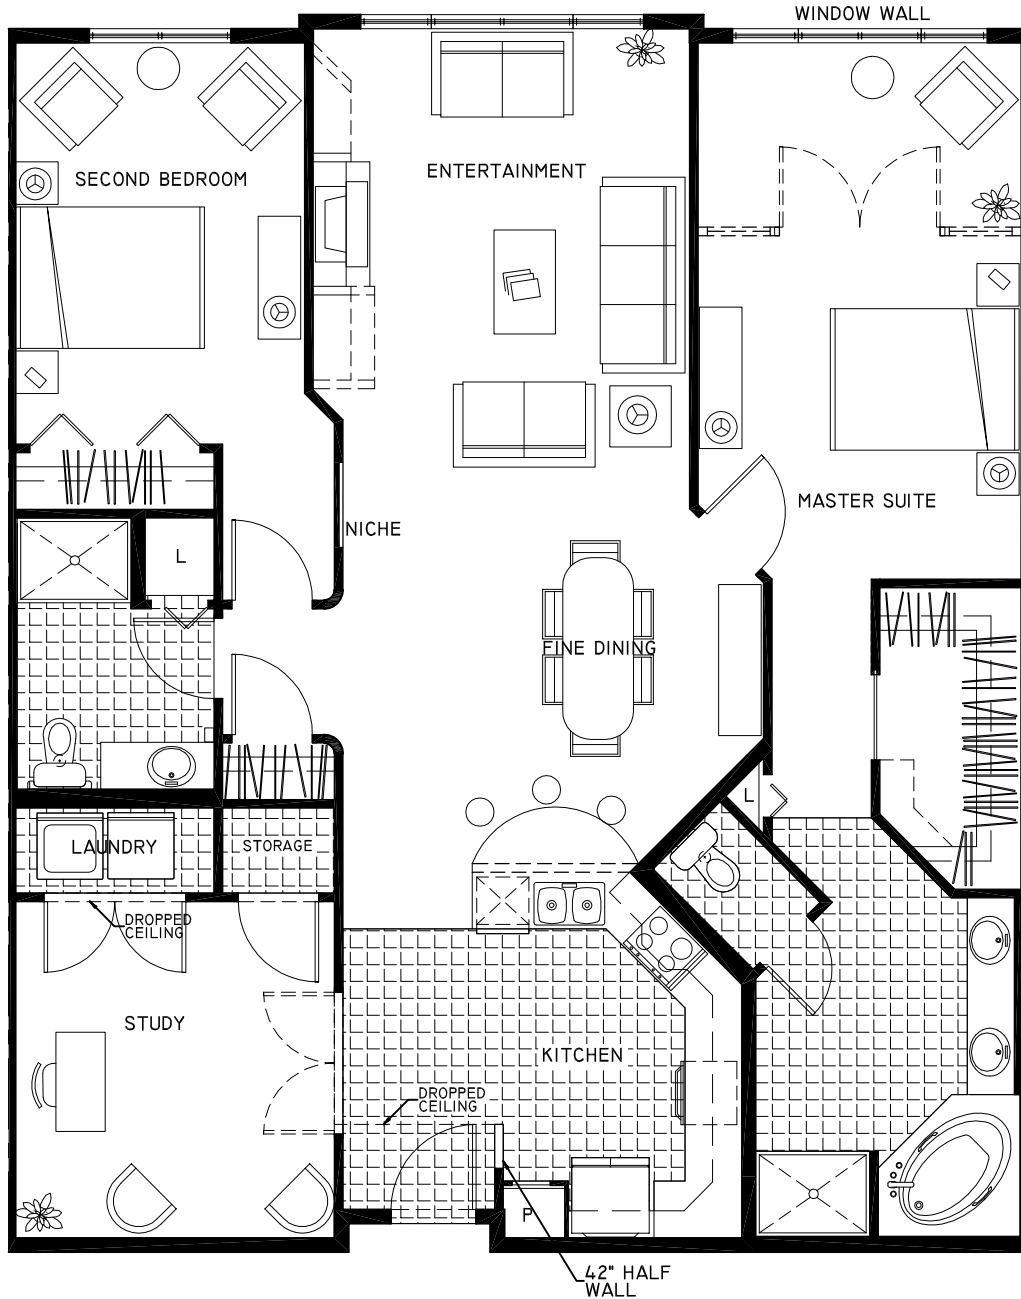 WINDOW WALL
SECOND BEDROOM
ENTERTAINMENT
MASTER SUITE
NICHE
L
FINE DINING
L
LAUNDRY
STORAGE
DROPPED
CEILING
STUDY
KITCHEN
DROPPED
CEILING
P
42" HALF
WALL